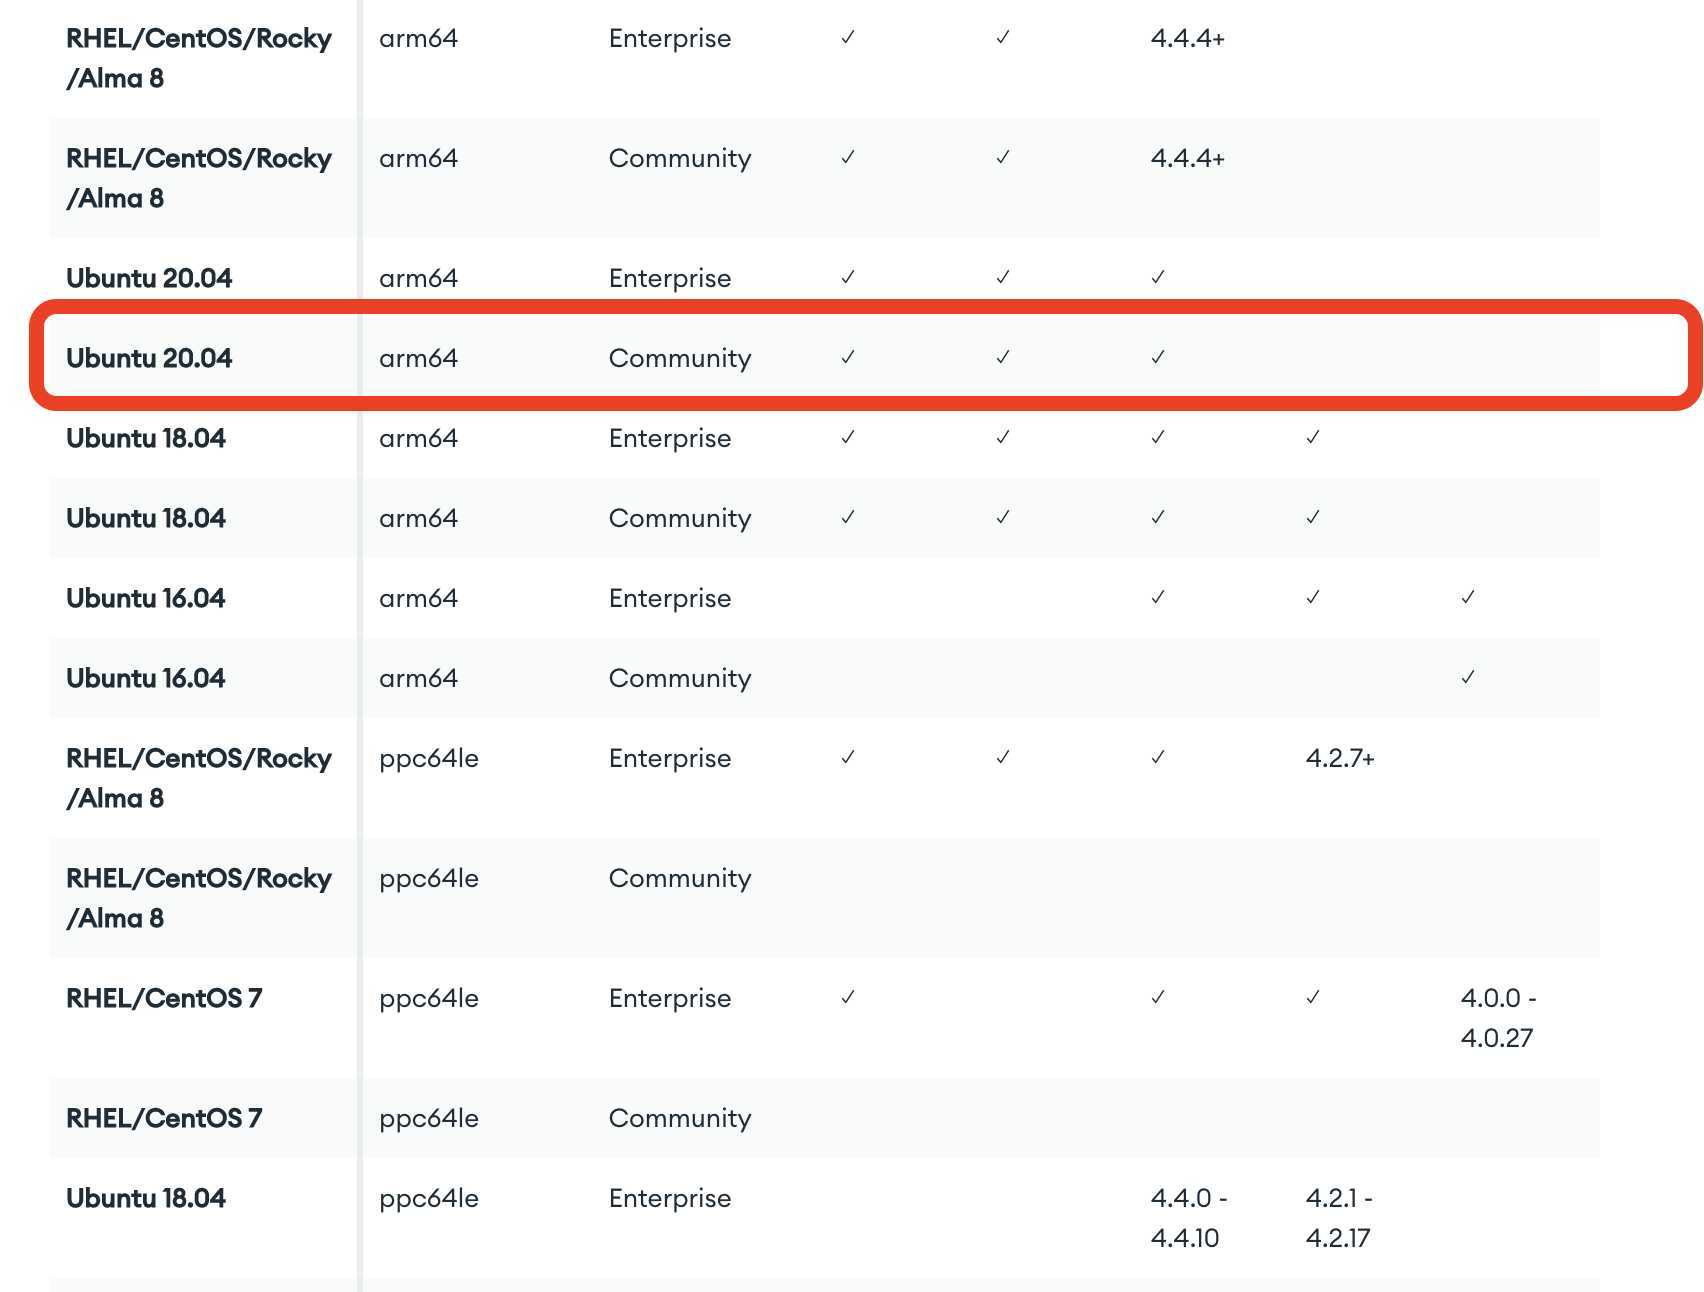 RHEL/CentOS/Rocky arm64 Enterprise ✓ ✓ 4.4.4+
/Alma 8
RHEL/CentOS/Rocky arm64 Community ✓ ✓ 4.4.4+
/Alma 8
Ubuntu 20.04 arm64 Enterprise ✓ ✓ ✓
Ubuntu 20.04 arm64 Community ✓ ✓ ✓
Ubuntu 18.04 arm64 Enterprise ✓ ✓ ✓ ✓
Ubuntu 18.04 arm64 Community ✓ ✓ ✓ ✓
Ubuntu 16.04 arm64 Enterprise ✓ ✓ ✓
Ubuntu 16.04 arm64 Community ✓
RHEL/CentOS/Rocky ppc64le Enterprise ✓ ✓ ✓ 4.2.7+
/Alma 8
RHEL/CentOS/Rocky ppc64le Community
/Alma 8
RHEL/CentOS 7 ppc64le Enterprise ✓ ✓ ✓ 4.0.0 -
4.0.27
RHEL/CentOS 7 ppc64le Community
Ubuntu 18.04 ppc64le Enterprise 4.4.0 - 4.2.1 -
4.4.10 4.2.17